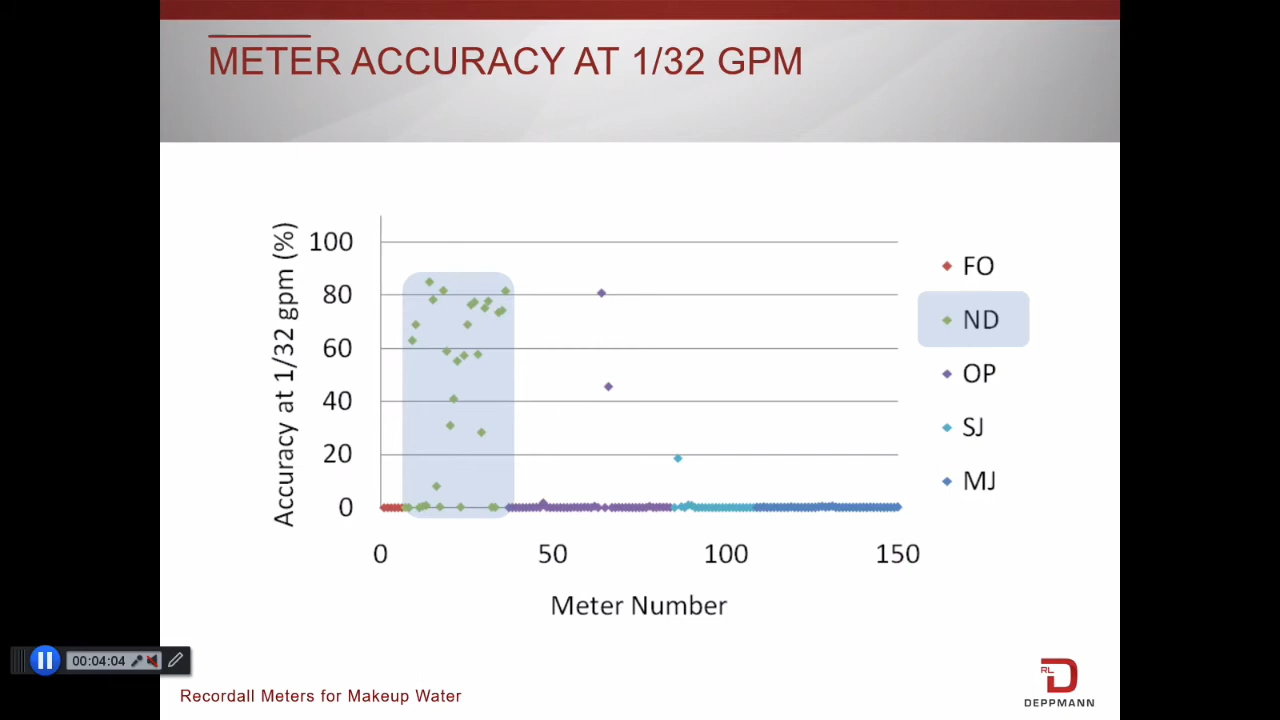 METER ACCURACY AT 1/32 GPM
Accuracy at 1/32 gpm (%)
100
80
60
40
20
0
0 50 100 150
Meter Number
FO
ND
OP
SJ
MJ
00:04:04
Recordall Meters for Makeup Water
RL
D
DEPPMANN